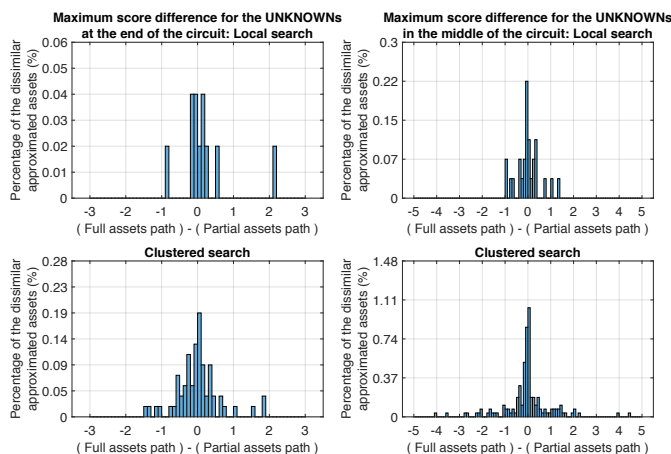 Maximum score difference for the UNKNOWNs
at the end of the circuit: Local search
Percentage of the dissimilar
approximated assets (%)
0.06
0.05
0.04
0.03
0.02
0.01
0
-3 -2 -1 0 1 2 3
( Full assets path ) - ( Partial assets path )
Maximum score difference for the UNKNOWNs
in the middle of the circuit: Local search
Percentage of the dissimilar
approximated assets (%)
0.3
0.22
0.15
0.07
0
-5 -4 -3 -2 -1 0 1 2 3 4 5
( Full assets path ) - ( Partial assets path )
Clustered search
Percentage of the dissimilar
approximated assets (%)
0.28
0.23
0.19
0.14
0.09
0.05
0
-3 -2 -1 0 1 2 3
( Full assets path ) - ( Partial assets path )
Clustered search
Percentage of the dissimilar
approximated assets (%)
1.48
1.11
0.74
0.37
0
-5 -4 -3 -2 -1 0 1 2 3 4 5
( Full assets path ) - ( Partial assets path )